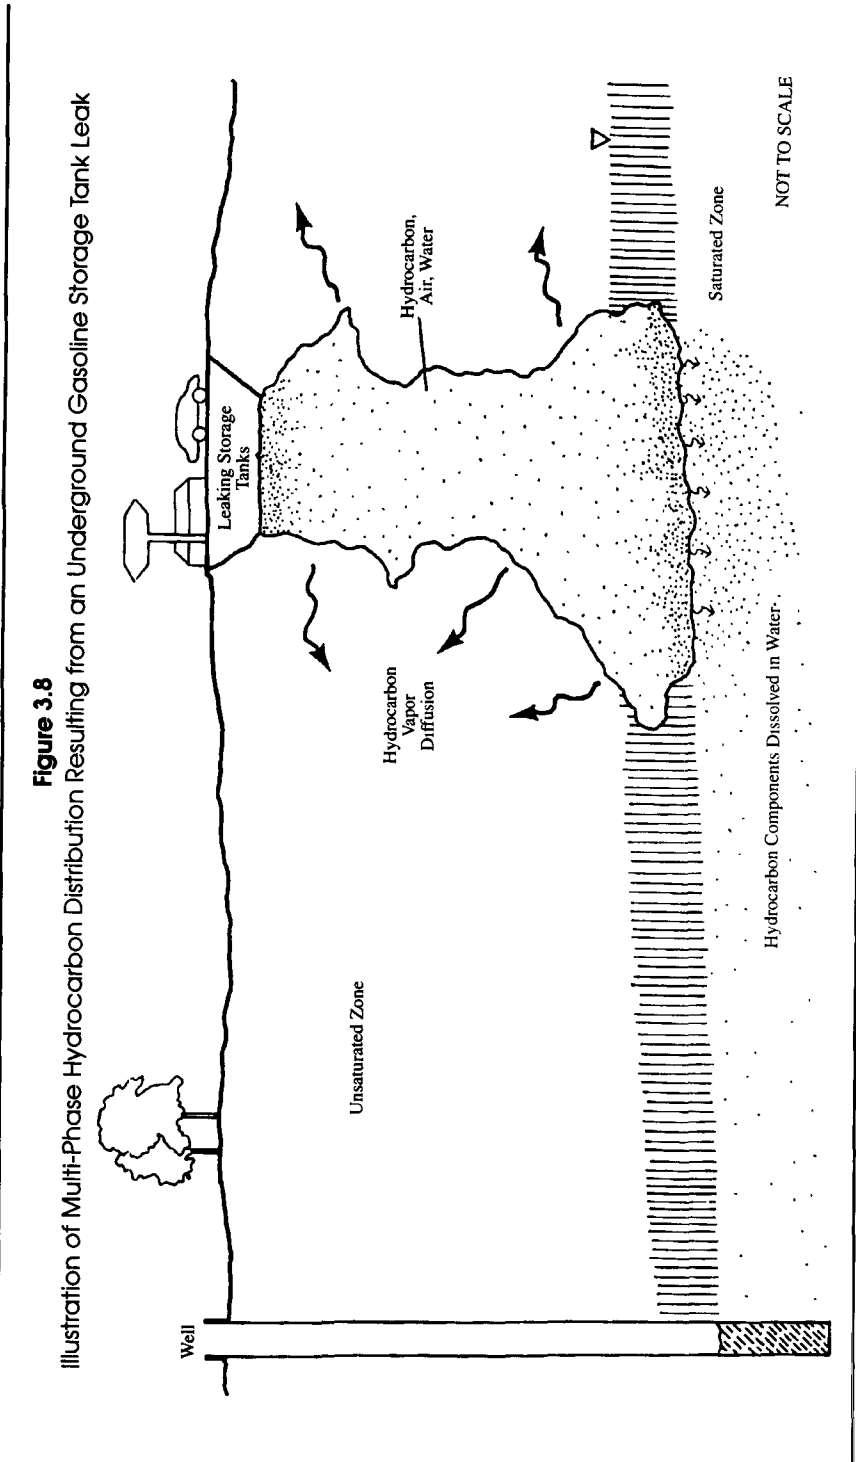 Figure 3.8
Illustration of Multi-Phase Hydrocarbon Distribution Resulting from an Underground Gasoline Storage Tank Leak
Well
Leaking Storage
Tanks
Unsaturated Zone
Hydrocarbon
Vapor
Diffusion
Hydrocarbon,
Air, Water
Hydrocarbon Components Dissolved in Water
Saturated Zone
NOT TO SCALE